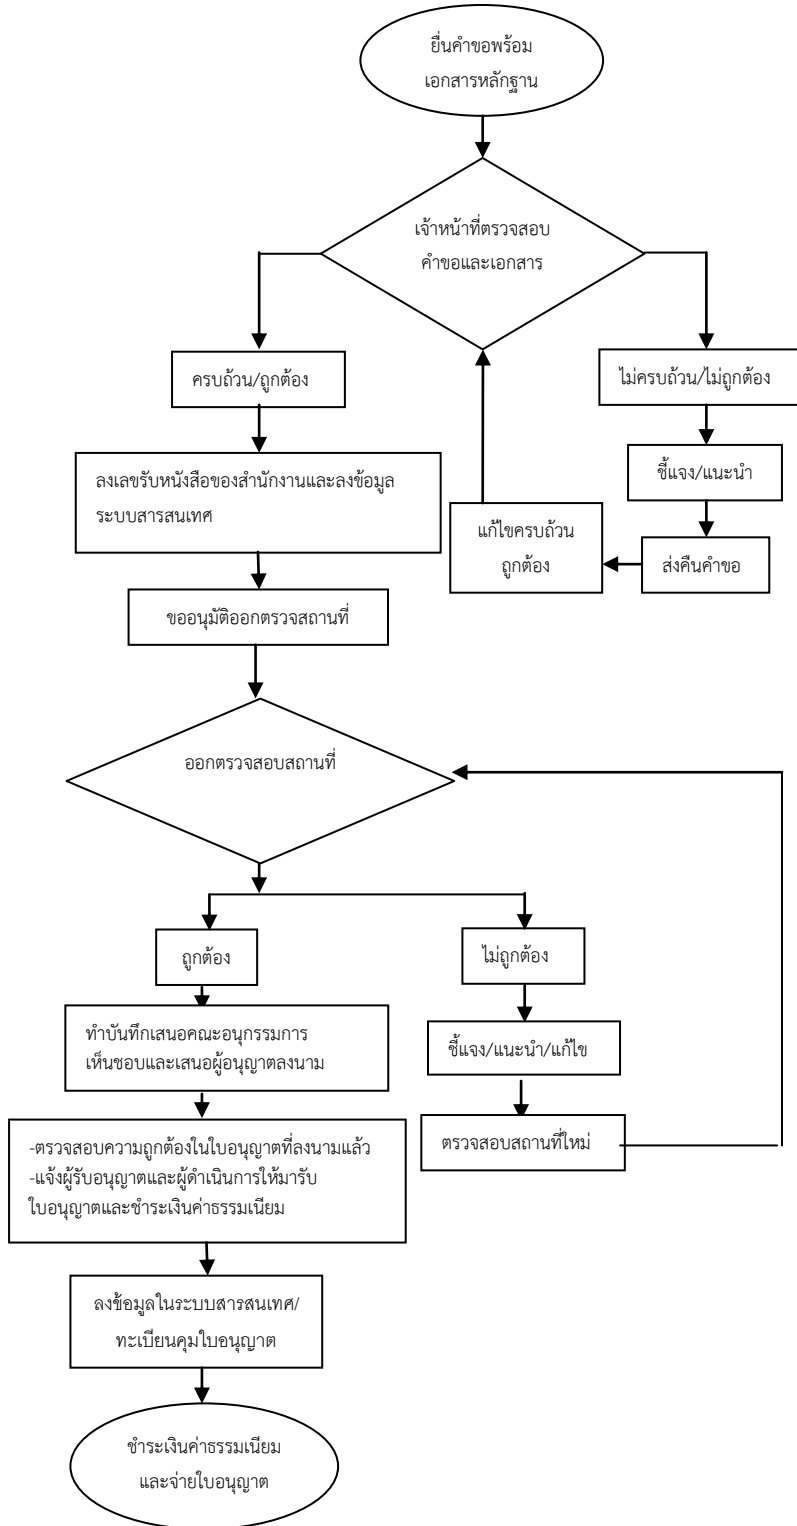 ยื่นคำขอพร้อม
เอกสารหลักฐาน
เจ้าหน้าที่ตรวจสอบ
คำขอและเอกสาร
ครบถ้วน/ถูกต้อง
ไม่ครบถ้วน/ไม่ถูกต้อง
ชี้แจง/แนะนำ
ส่งคืนคำขอ
แก้ไขครบถ้วน
ถูกต้อง
ลงเลขรับหนังสือของสำนักงานและลงข้อมูล
ระบบสารสนเทศ
ขออนุมัติออกตรวจสถานที่
ออกตรวจสอบสถานที่
ถูกต้อง
ไม่ถูกต้อง
ทำบันทึกเสนอคณะอนุกรรมการ
เห็นชอบและเสนอผู้อนุญาตลงนาม
ชี้แจง/แนะนำ/แก้ไข
ตรวจสอบสถานที่ใหม่
-ตรวจสอบความถูกต้องในใบอนุญาตที่ลงนามแล้ว
-แจ้งผู้รับอนุญาตและผู้ดำเนินการให้มารับ
ใบอนุญาตและชำระเงินค่าธรรมเนียม
ลงข้อมูลในระบบสารสนเทศ/
ทะเบียนคุมใบอนุญาต
ชำระเงินค่าธรรมเนียม
และจ่ายใบอนุญาต